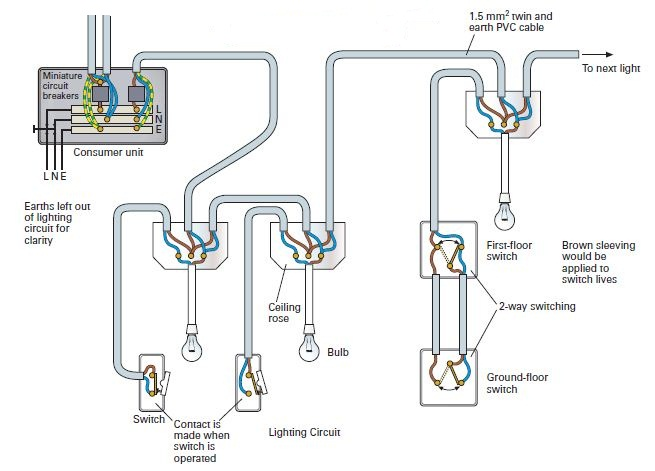 1.5 mm² twin and
earth PVC cable
To next light
Miniature
circuit
breakers
L
N
E
Consumer unit
L N E
Earths left out
of lighting
circuit for
clarity
First-floor
switch
Brown sleeving
would be
applied to
switch lives
Ceiling
rose
2-way switching
Bulb
Ground-floor
switch
Switch
Contact is
made when
switch is
operated
Lighting Circuit